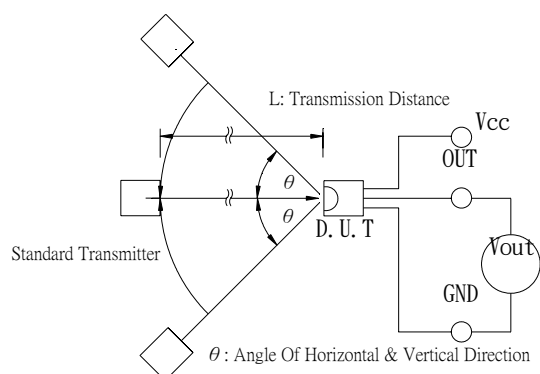 L: Transmission Distance
Vcc
OUT
θ
θ
D.U.T
Standard Transmitter
Vout
GND
θ : Angle Of Horizontal & Vertical Direction